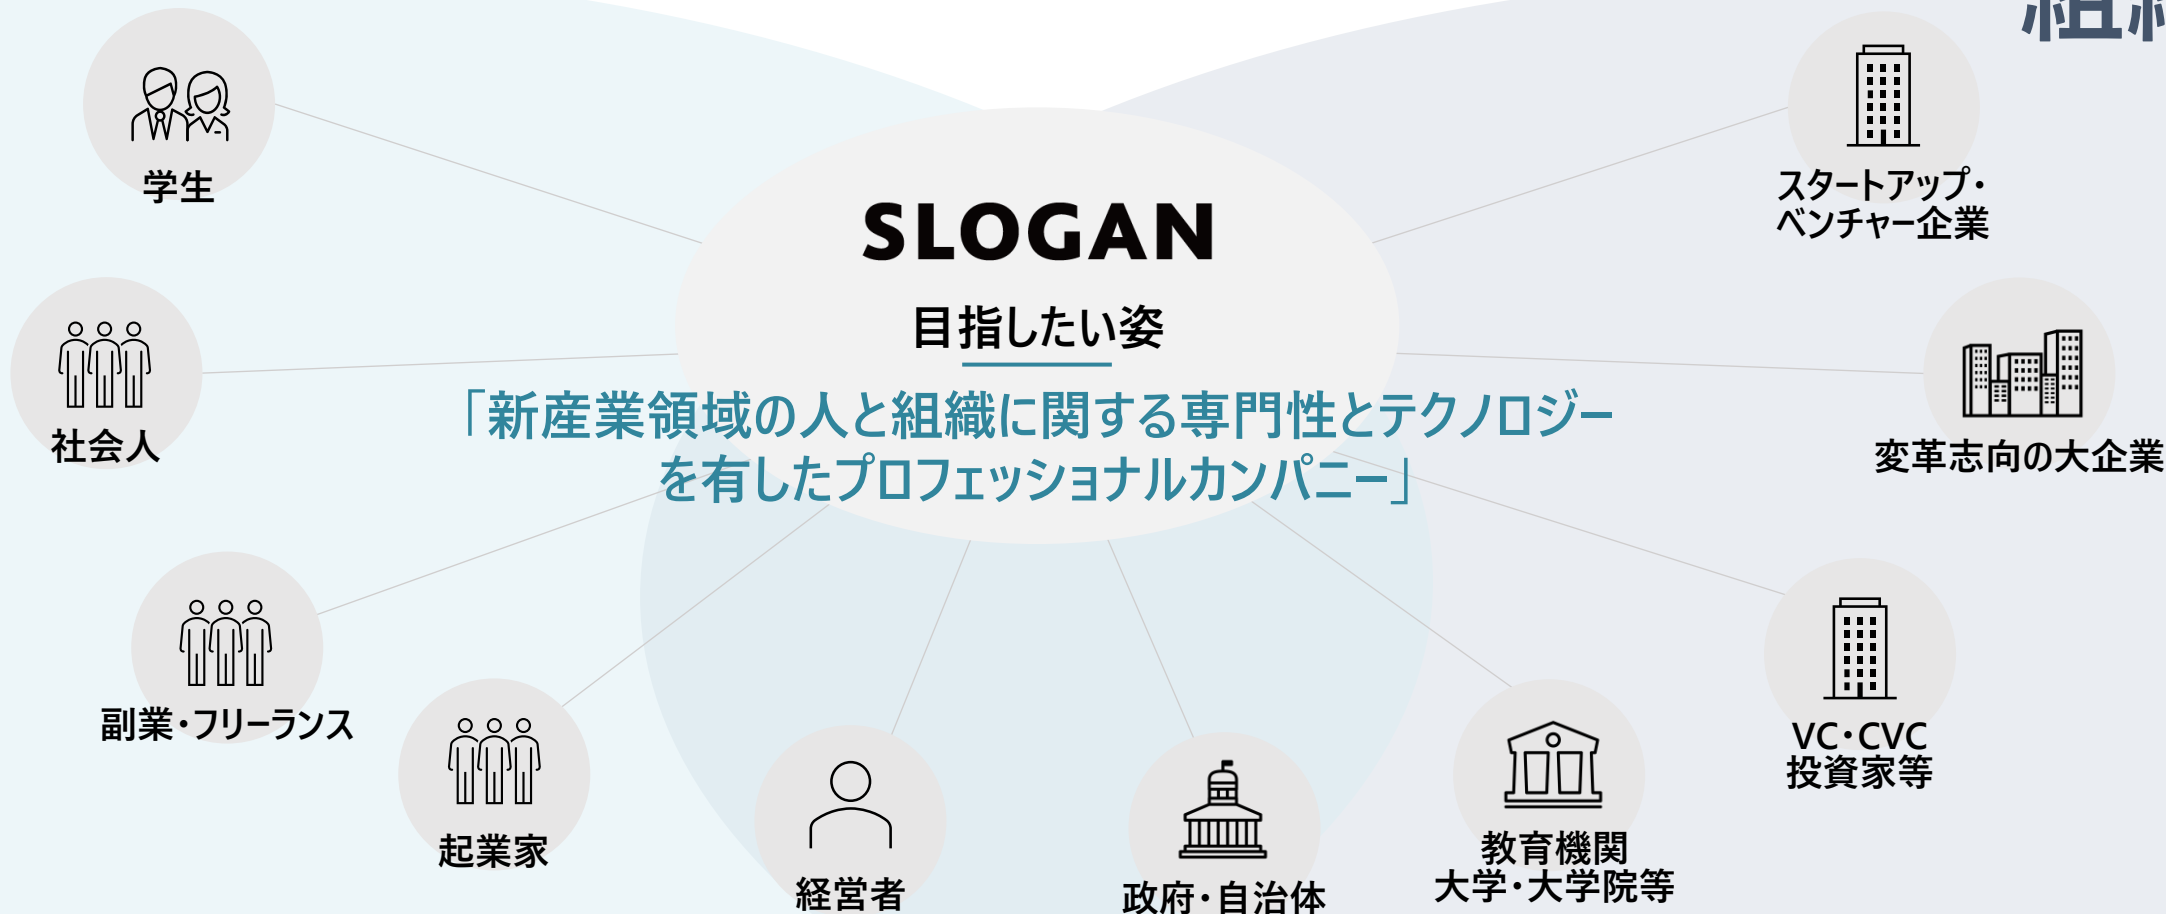 組
学生
スタートアップ・
ベンチャー企業
SLOGAN
目指したい姿
「新産業領域の人と組織に関する専門性とテクノロジー
を有したプロフェッショナルカンパニー」
社会人
変革志向の大企業
副業・フリーランス
起業家
経営者
政府・自治体
教育機関
大学・大学院等
VC・CVC
投資家等